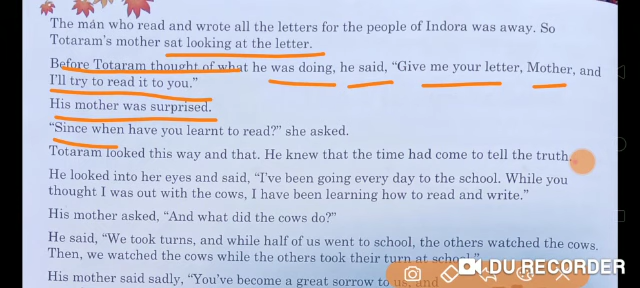 The man who read and wrote all the letters for the people of Indora was away. So
Totaram's mother sat looking at the letter.
Before Totaram thought of what he was doing, he said, "Give me your letter, Mother, and
I'll try to read it to you."
His mother was surprised.
"Since when have you learnt to read?" she asked.
Totaram looked this way and that. He knew that the time had come to tell the truth.
He looked into her eyes and said, "I've been going every day to the school. While you
thought I was out with the cows, I have been learning how to read and write."
His mother asked, "And what did the cows do?"
He said, "We took turns, and while half of us went to school, the others watched the cows.
Then, we watched the cows while the others took their turn at school."
His mother said sadly, "You've become a great sorrow to us, and
DU RECORDER